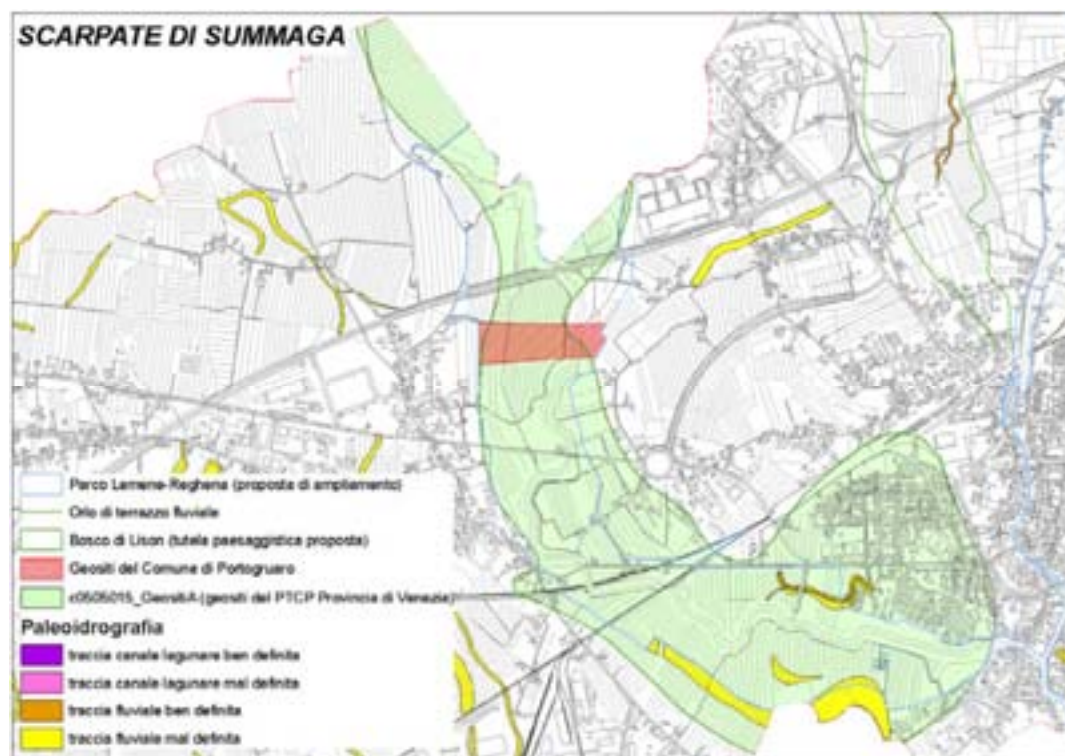 SCARPATE DI SUMMAGA
Parco Lemene-Reghena (proposta di ampliamento)
Orlo di terrazzo fluviale
Bosco di Lison (tutela paesaggistica proposta)
Geositi del Comune di Portogruaro
c0505015_GeositiA (geositi del PTCP Provincia di Venezia)
Paleoidrografia
traccia canale lagunare ben definita
traccia canale lagunare mal definita
traccia fluviale ben definita
traccia fluviale mal definita